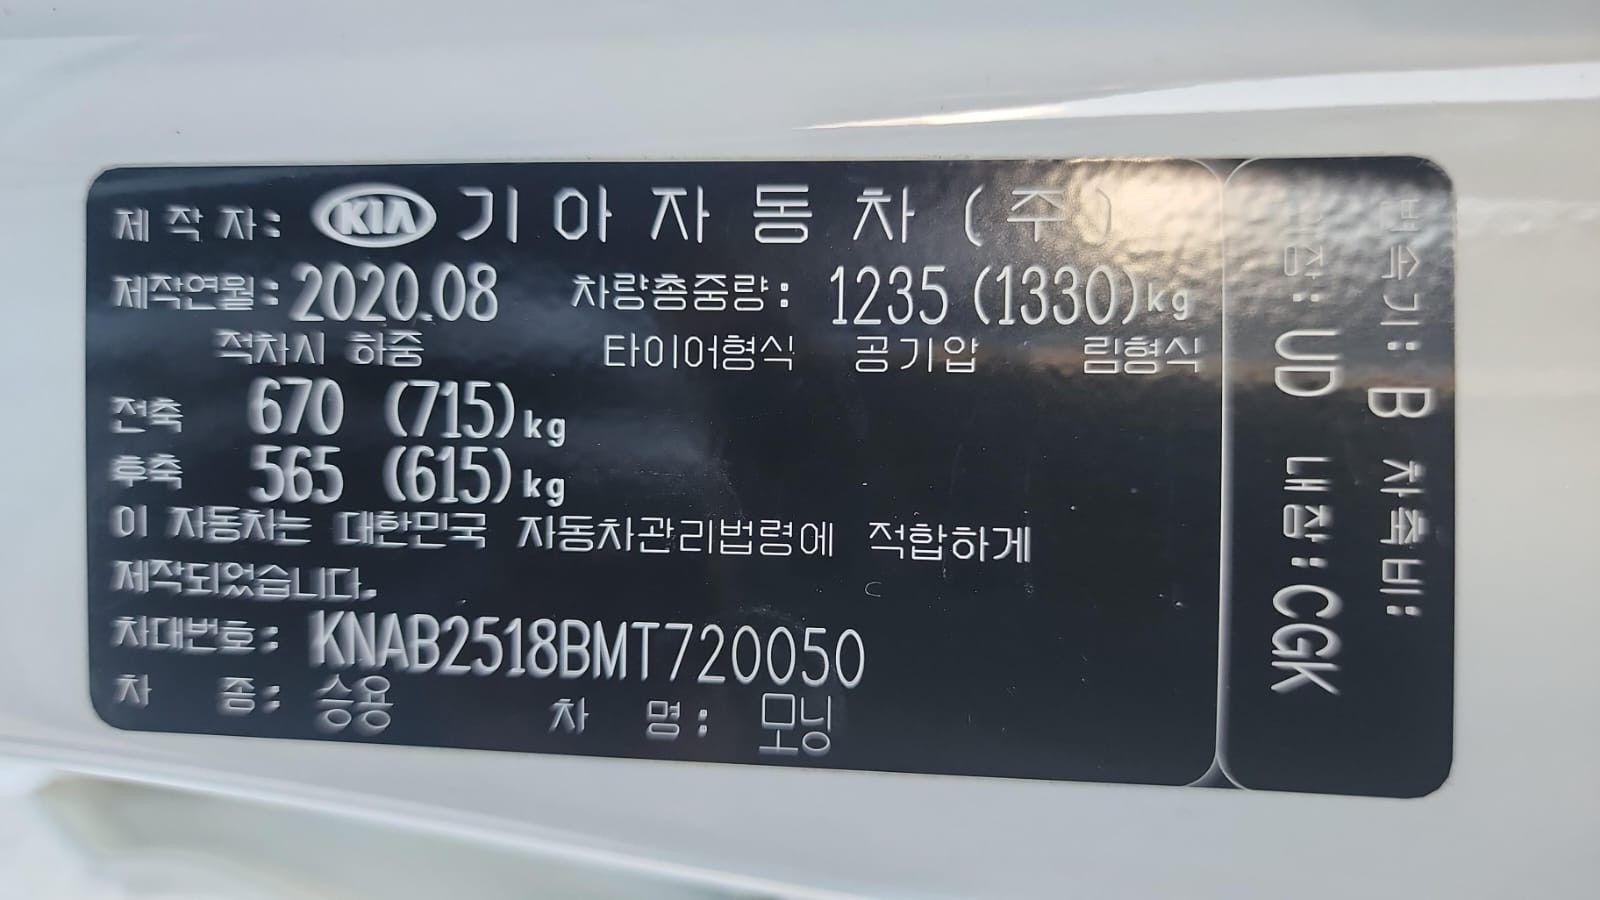 제 작 자: KIA 기 아 자 동 차 (주)
제작연월: 2020.08 차량총중량: 1235 (1330)kg
적차시 하중 타이어형식 공기압 림형식
전축 670 (715)kg
후축 565 (615)kg
이 자동차는 대한민국 자동차관리법령에 적합하게
제작되었습니다.
차대번호: KNAB2518BMT720050
차 종: 승용 차 명: 모닝
변속기: B 차축비:
외장: UD 내장: CGK